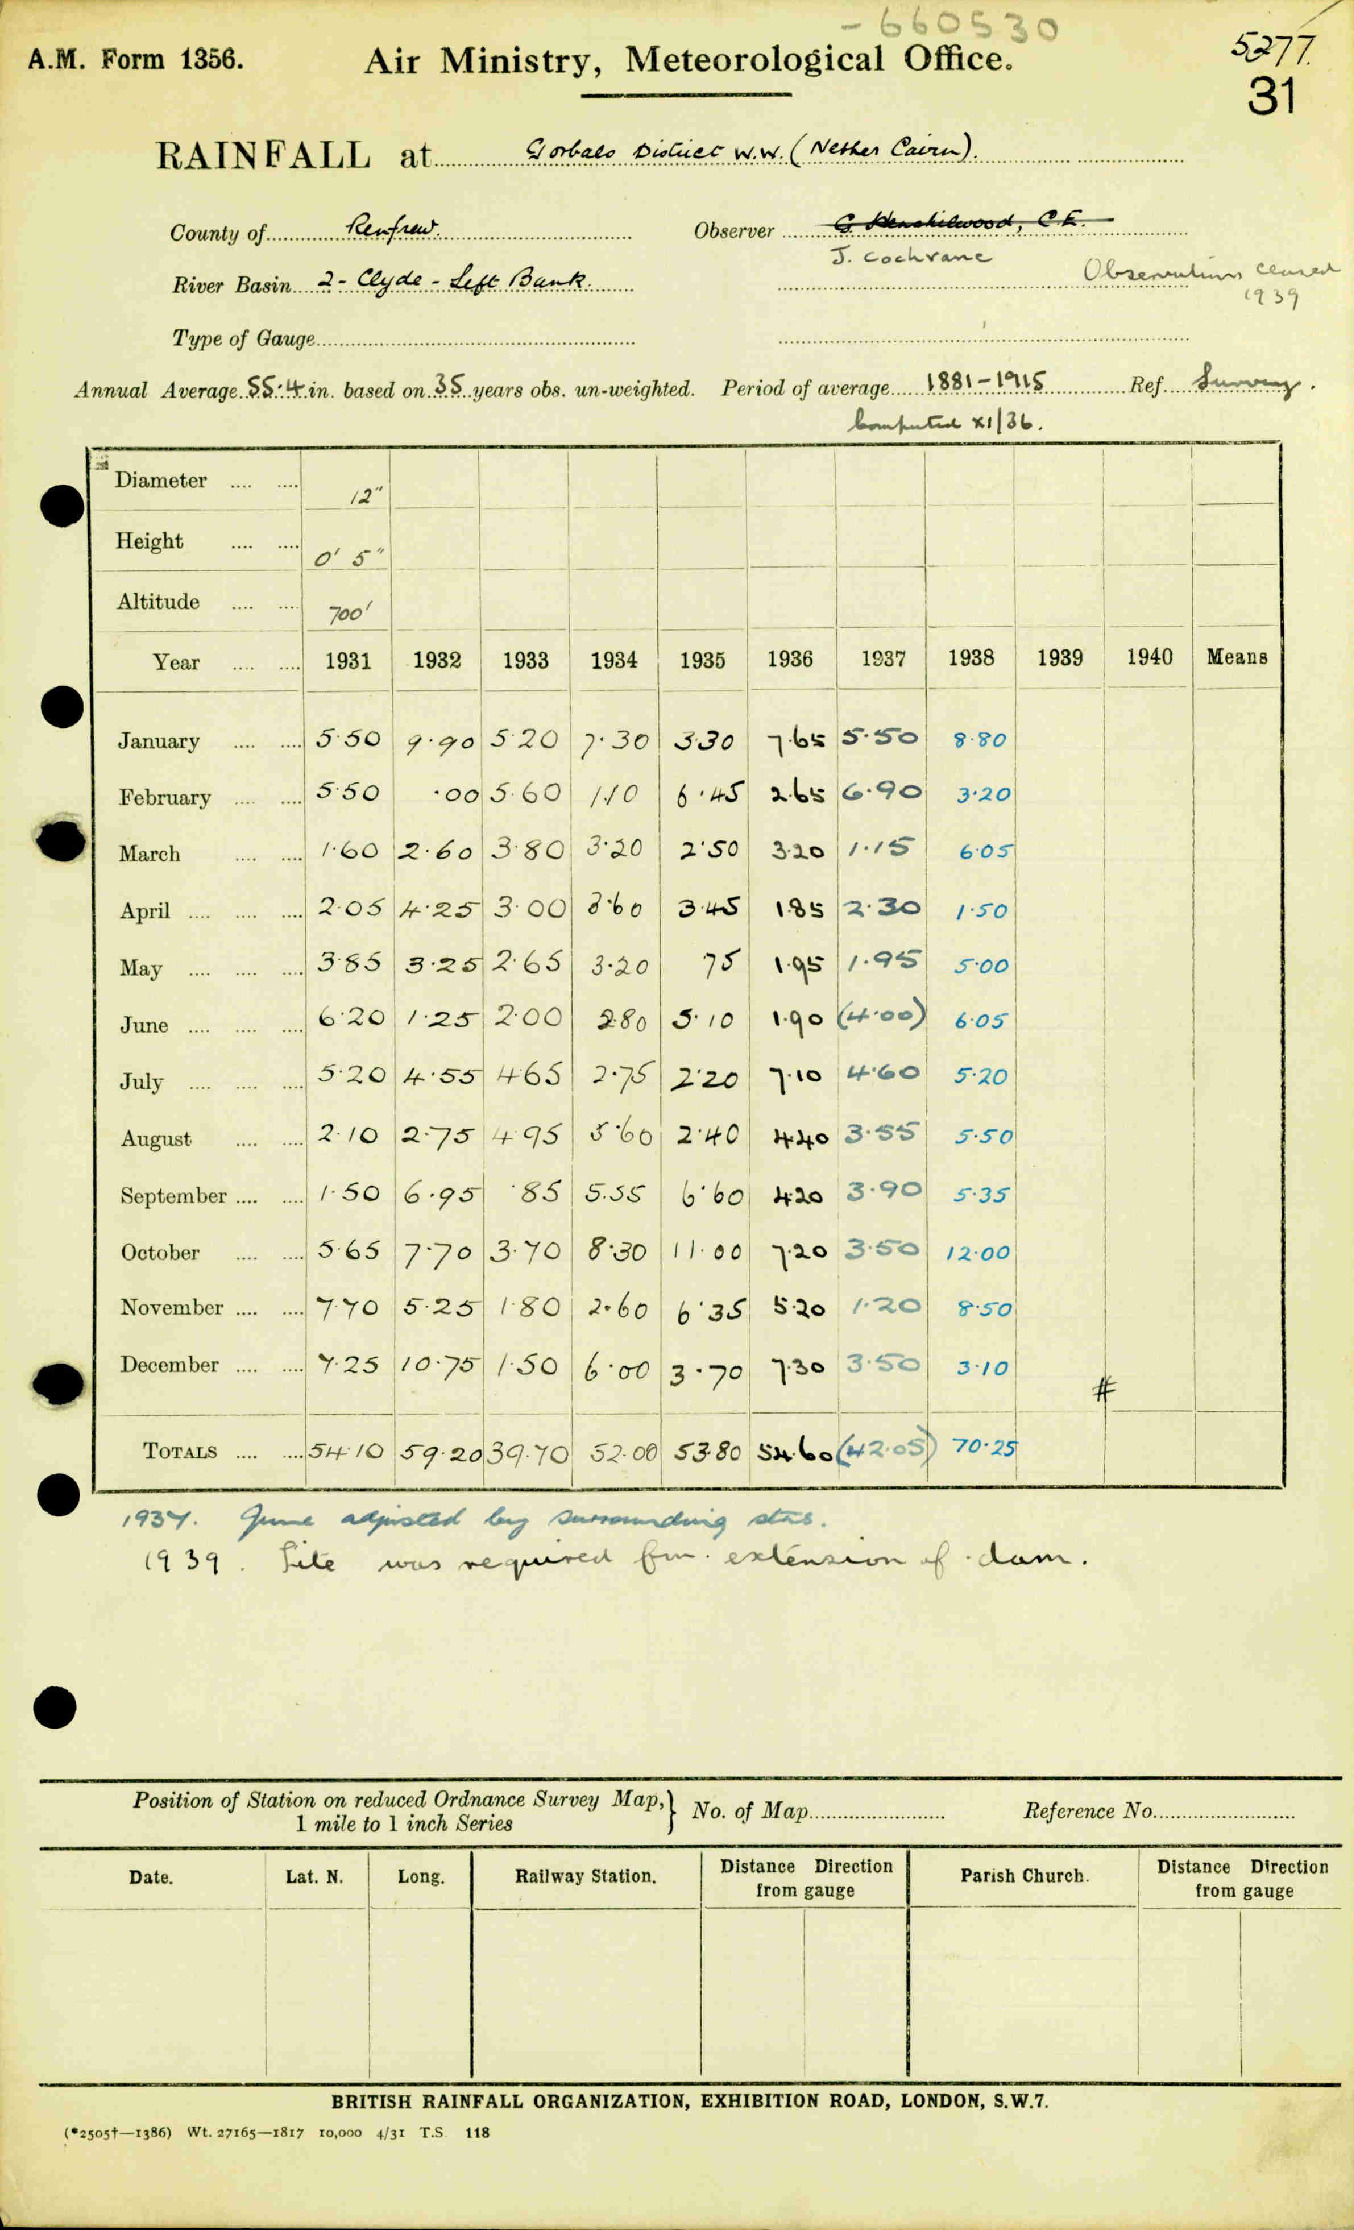 -660530
A.M. Form 1356. Air Ministry, Meteorological Office. 5277.
31
RAINFALL at Gorbals District W.W. (Nether Cairn).
County of Renfrew. Observer G. Henshilwood, C.E.
J. Cochrane
River Basin 2 - Clyde - Left Bank. Observations ceased
1939
Type of Gauge
Annual Average 55.4 in. based on 35 years obs. un-weighted. Period of average 1881-1915 Ref. Survey.
Computed XI/36.
Diameter .... .... 12"
Height .... .... 0' 5"
Altitude .... .... 700'
Year .... .... 1931 1932 1933 1934 1935 1936 1937 1938 1939 1940 Means
January .... .... 5.50 9.90 5.20 7.30 3.30 7.65 5.50 8.80
February .... .... 5.50 .00 5.60 1.10 6.45 2.65 6.90 3.20
March .... .... 1.60 2.60 3.80 3.20 2.50 3.20 1.15 6.05
April .... .... .... 2.05 4.25 3.00 3.60 3.45 1.85 2.30 1.50
May .... .... .... 3.85 3.25 2.65 3.20 75 1.95 1.95 5.00
June .... .... .... 6.20 1.25 2.00 2.80 5.10 1.90 (4.00) 6.05
July .... .... .... 5.20 4.55 4.65 2.75 2.20 7.10 4.60 5.20
August .... .... 2.10 2.75 4.95 5.60 2.40 4.40 3.55 5.50
September .... .... 1.50 6.95 .85 5.55 6.60 4.20 3.90 5.35
October .... .... 5.65 7.70 3.70 8.30 11.00 7.20 3.50 12.00
November .... .... 7.70 5.25 1.80 2.60 6.35 5.20 1.20 8.50
December .... .... 7.25 10.75 1.50 6.00 3.70 7.30 3.50 3.10
#
TOTALS .... .... 54.10 59.20 39.70 52.00 53.80 54.60 (42.05) 70.25
1937. June adjusted by surrounding stns.
1939. Site was required for extension of dam.
Position of Station on reduced Ordnance Survey Map,} No. of Map Reference No.
1 mile to 1 inch Series
Date. Lat. N. Long. Railway Station. Distance Direction from gauge Parish Church. Distance Direction from gauge
BRITISH RAINFALL ORGANIZATION, EXHIBITION ROAD, LONDON, S.W.7.
(*2505†—1386) Wt. 27165—1817 10,000 4/31 T.S 118